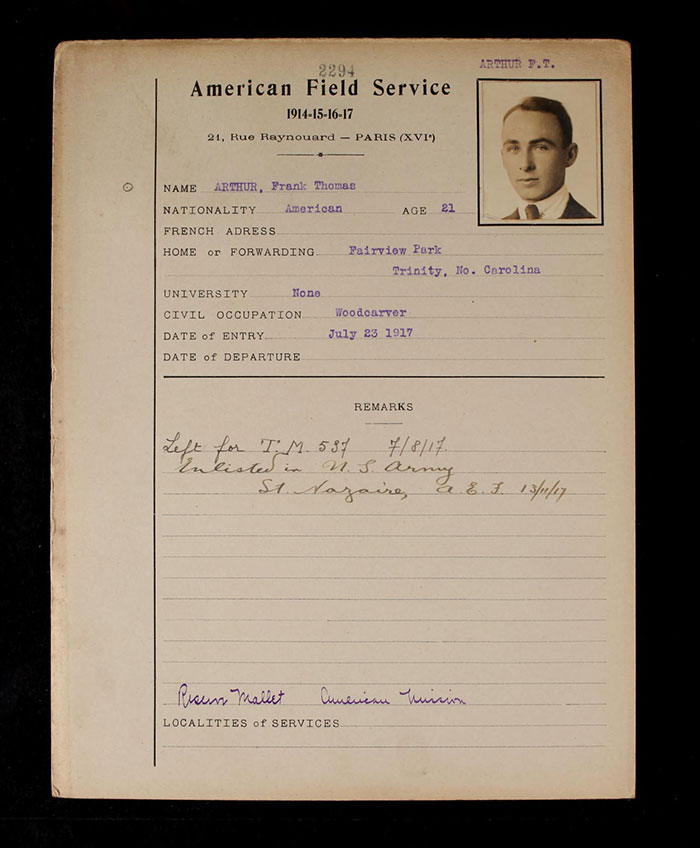 2294
ARTHUR F.T.
American Field Service
1914-15-16-17
21, Rue Raynouard — PARIS (XVIᵉ)
NAME ARTHUR, Frank Thomas
NATIONALITY American AGE 21
FRENCH ADRESS
HOME or FORWARDING Fairview Park
Trinity, No. Carolina
UNIVERSITY None
CIVIL OCCUPATION Woodcarver
DATE of ENTRY July 23 1917
DATE of DEPARTURE
REMARKS
Left for T.M. 537 7/8/17.
Enlisted in U. S. Army
St. Nazaire, A. E. F. 13/11/17
Reserve Mallet American Mission
LOCALITIES of SERVICES